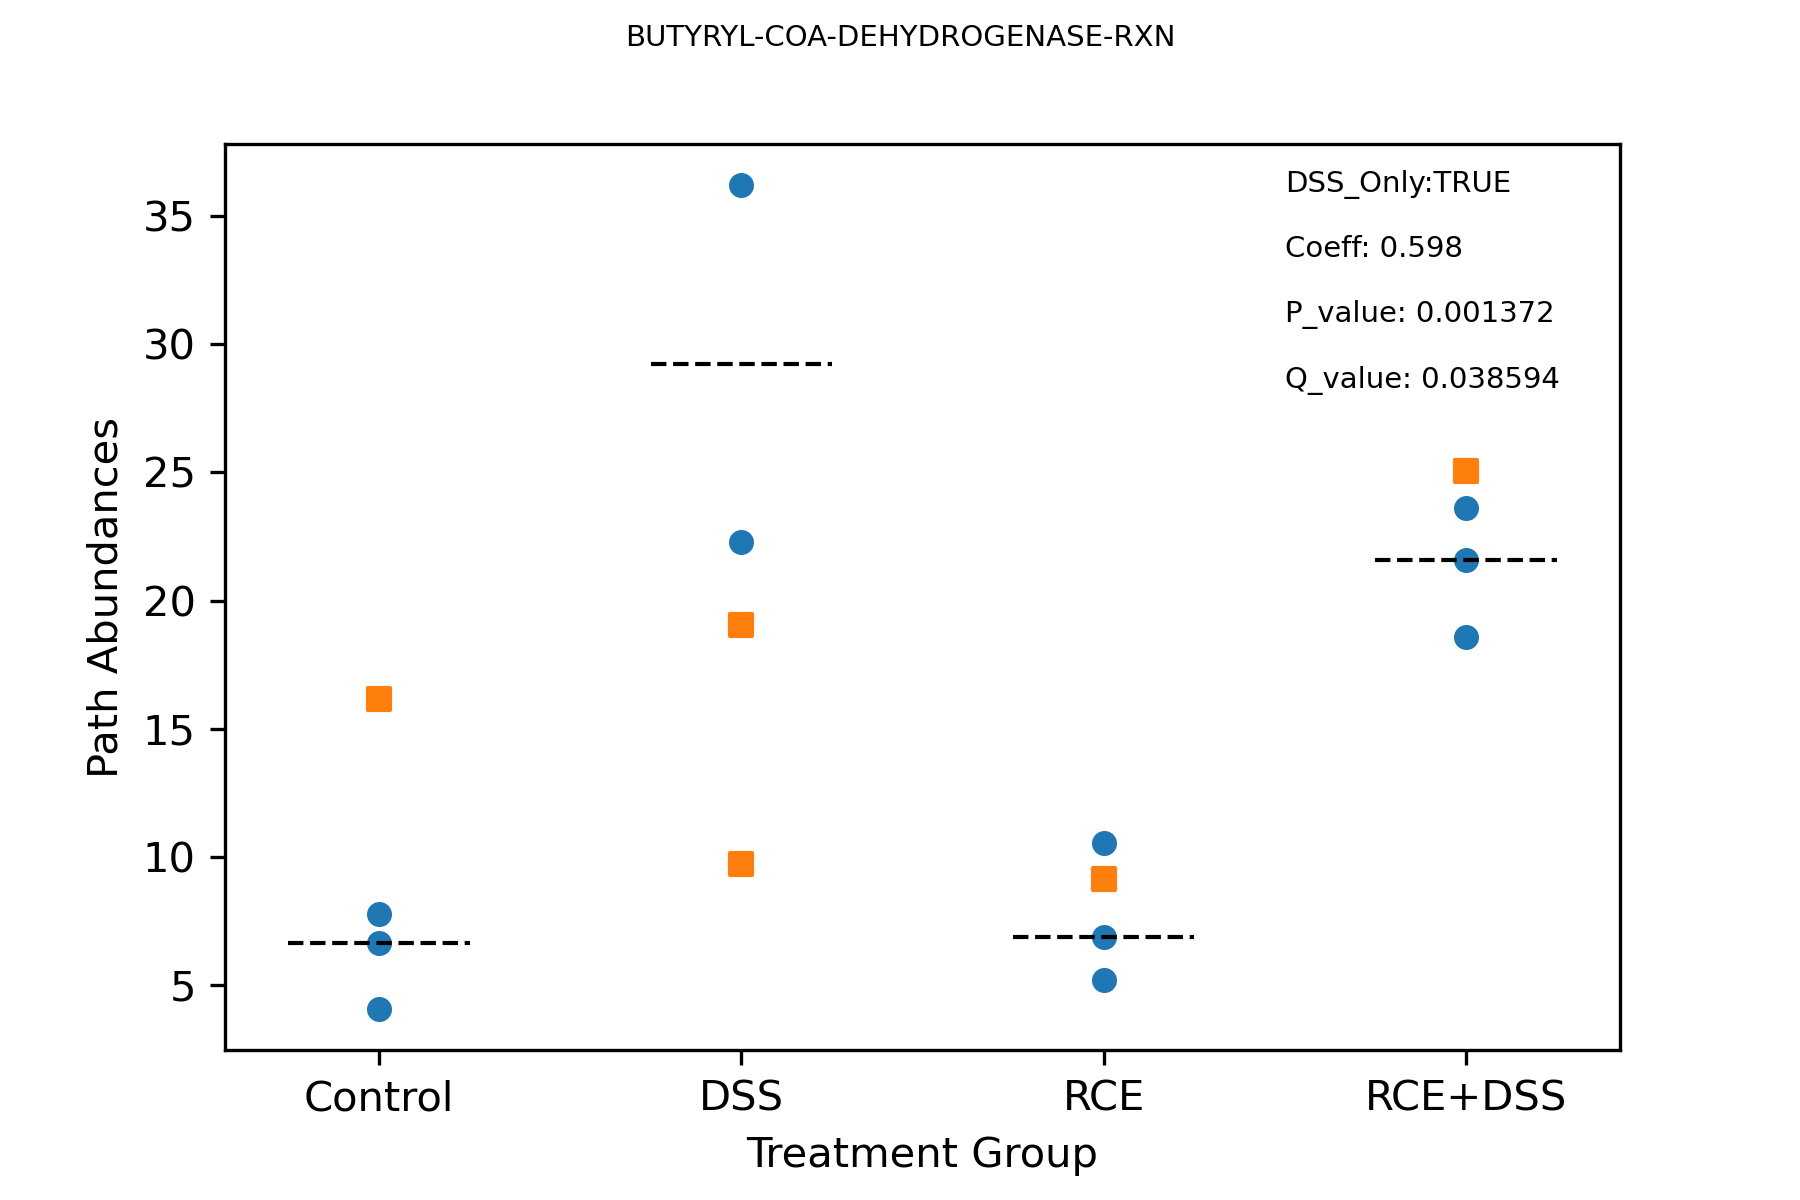 BUTYRYL-COA-DEHYDROGENASE-RXN
DSS_Only:TRUE
Coeff: 0.598
P_value: 0.001372
Q_value: 0.038594
Path Abundances
35
30
25
20
15
10
5
Control DSS RCE RCE+DSS
Treatment Group